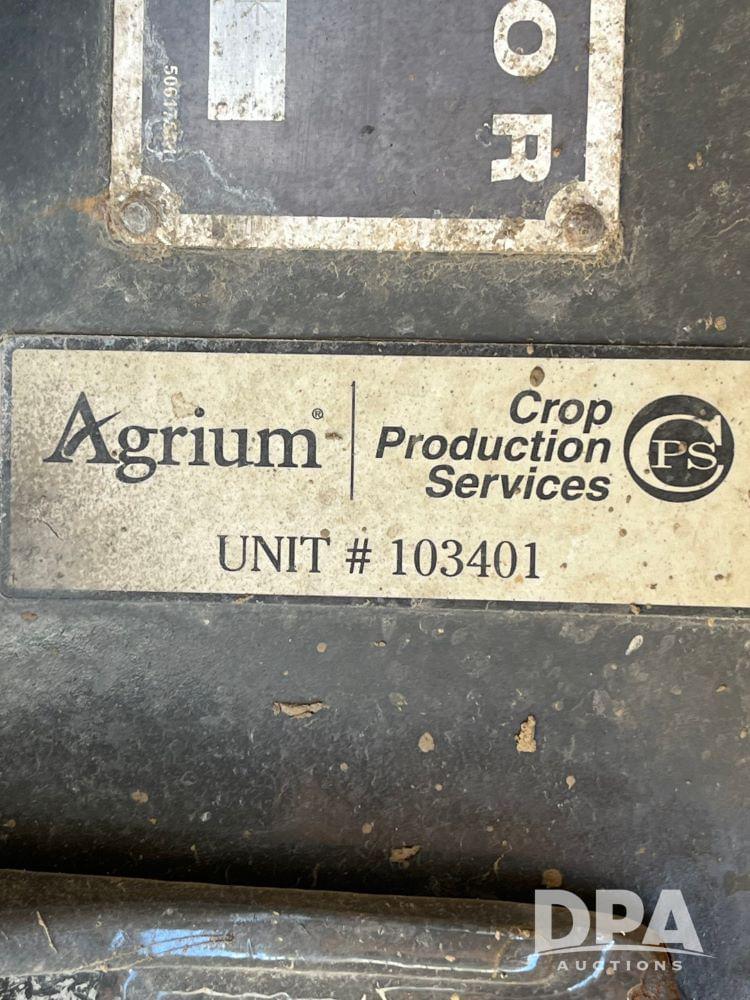 OR
Agrium®
Crop
Production
Services
CPS
UNIT # 103401
DPA
AUCTIONS